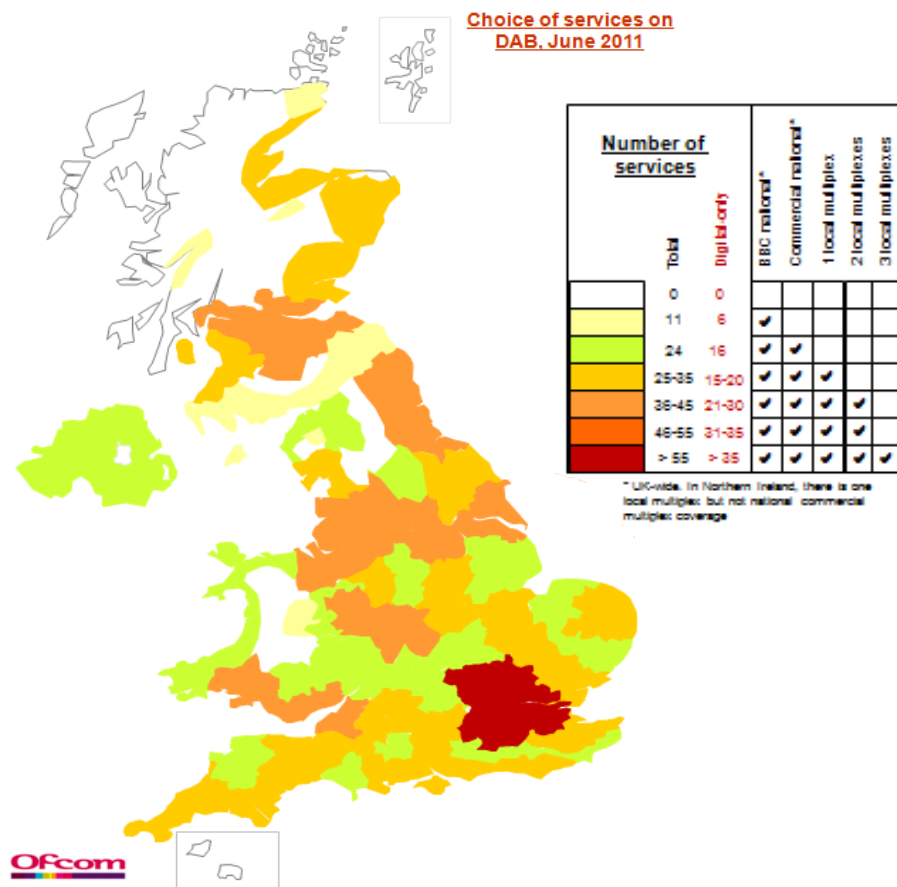 Choice of services on
DAB, June 2011
Number of
services
Total
Digital-only
BBC national*
Commercial national*
1 local multiplex
2 local multiplexes
3 local multiplexes
0 0
11 6 ✔
24 16 ✔ ✔
25-35 15-20 ✔ ✔ ✔
36-45 21-30 ✔ ✔ ✔ ✔
46-55 31-35 ✔ ✔ ✔ ✔
> 55 > 35 ✔ ✔ ✔ ✔ ✔
* UK-wide. In Northern Ireland, there is one
local multiplex but not national commercial
multiplex coverage
Ofcom